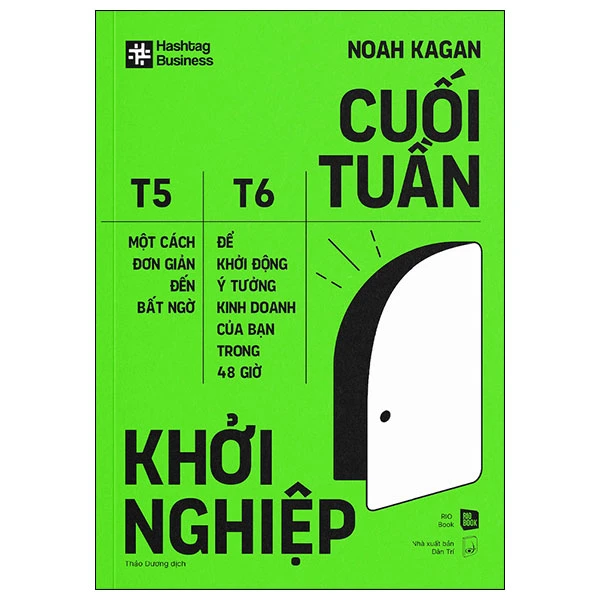 Hashtag
Business
NOAH KAGAN
CUỐI
TUẦN
T5
T6
MỘT CÁCH
ĐƠN GIẢN
ĐẾN
BẤT NGỜ
ĐỂ
KHỞI ĐỘNG
Ý TƯỞNG
KINH DOANH
CỦA BẠN
TRONG
48 GIỜ
KHỞI
NGHIỆP
Thảo Dương dịch
RIO
Book
RIO
BOOK
Nhà xuất bản
Dân Trí